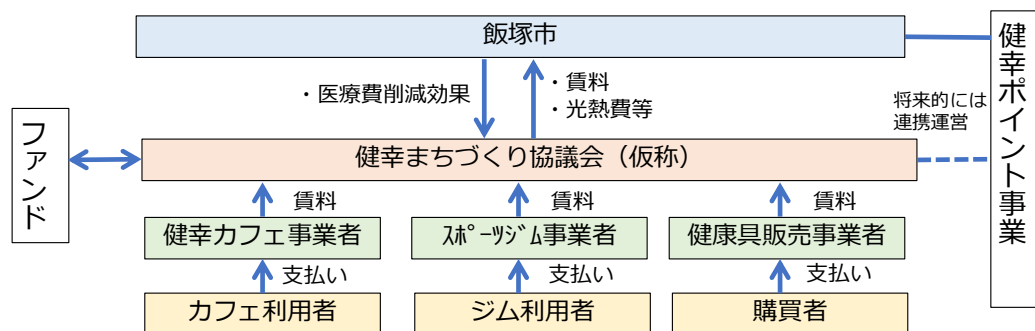 飯塚市
・医療費削減効果
・賃料
・光熱費等
将来的には
連携運営
健幸ポイント事業
ファンド
健幸まちづくり協議会（仮称）
賃料
賃料
賃料
健幸カフェ事業者
ｽﾎﾟｰﾂｼﾞﾑ事業者
健康具販売事業者
支払い
支払い
支払い
カフェ利用者
ジム利用者
購買者